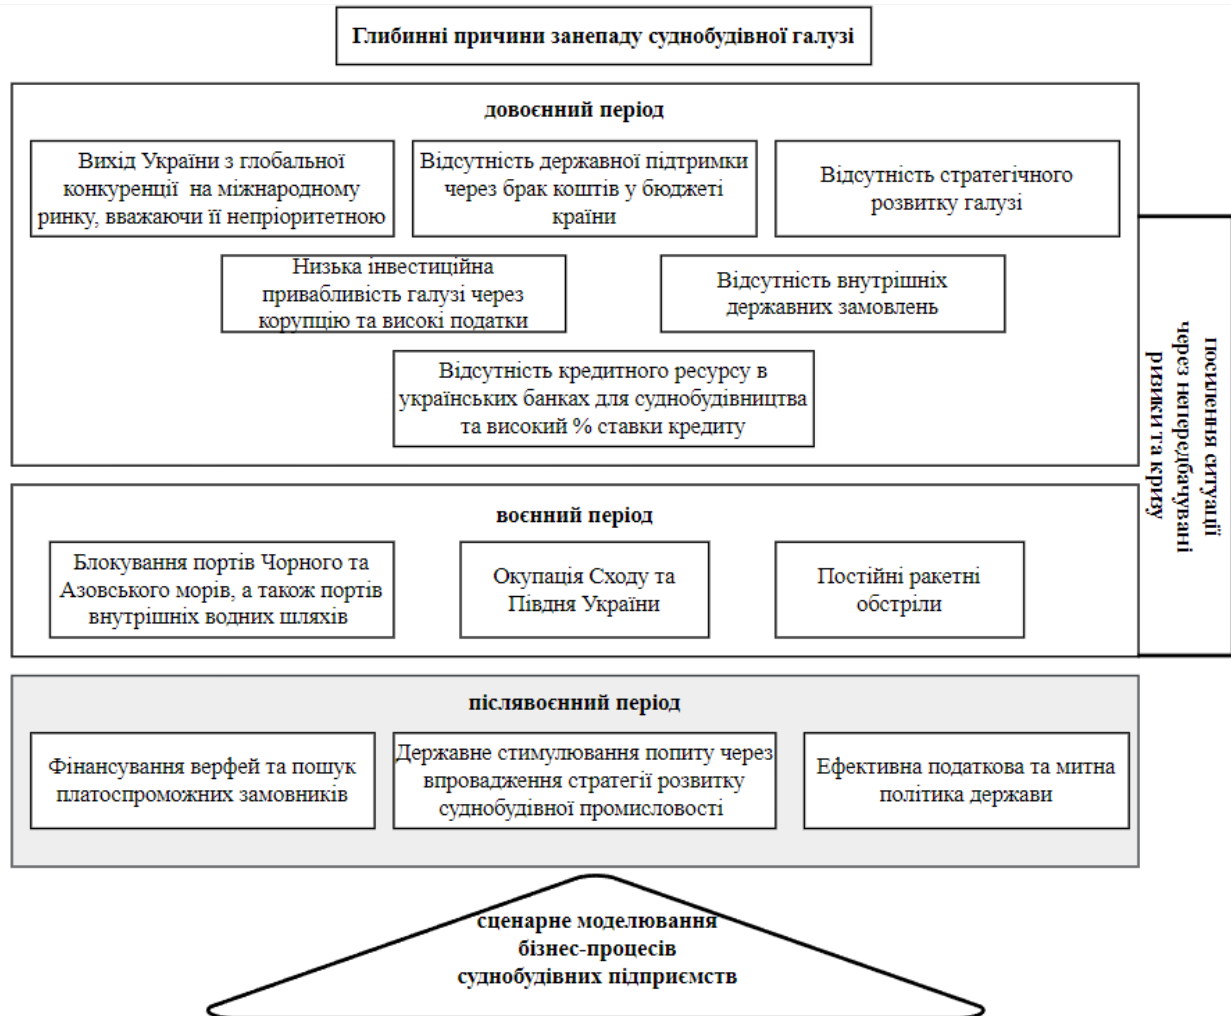 Глибинні причини занепаду суднобудівної галузі
довоєнний період
Вихід України з глобальної
конкуренції на міжнародному
ринку, вважаючи її непріоритетною
Відсутність державної підтримки
через брак коштів у бюджеті
країни
Відсутність стратегічного
розвитку галузі
Низька інвестиційна
привабливість галузі через
корупцію та високі податки
Відсутність внутрішніх
державних замовлень
Відсутність кредитного ресурсу в
українських банках для суднобудівництва
та високий % ставки кредиту
посилення ситуації
через непередбачувані
ризики та кризу
воєнний період
Блокування портів Чорного та
Азовського морів, а також портів
внутрішніх водних шляхів
Окупація Сходу та
Півдня України
Постійні ракетні
обстріли
післявоєнний період
Фінансування верфей та пошук
платоспроможних замовників
Державне стимулювання попиту через
впровадження стратегії розвитку
суднобудівної промисловості
Ефективна податкова та митна
політика держави
сценарне моделювання
бізнес-процесів
суднобудівних підприємств